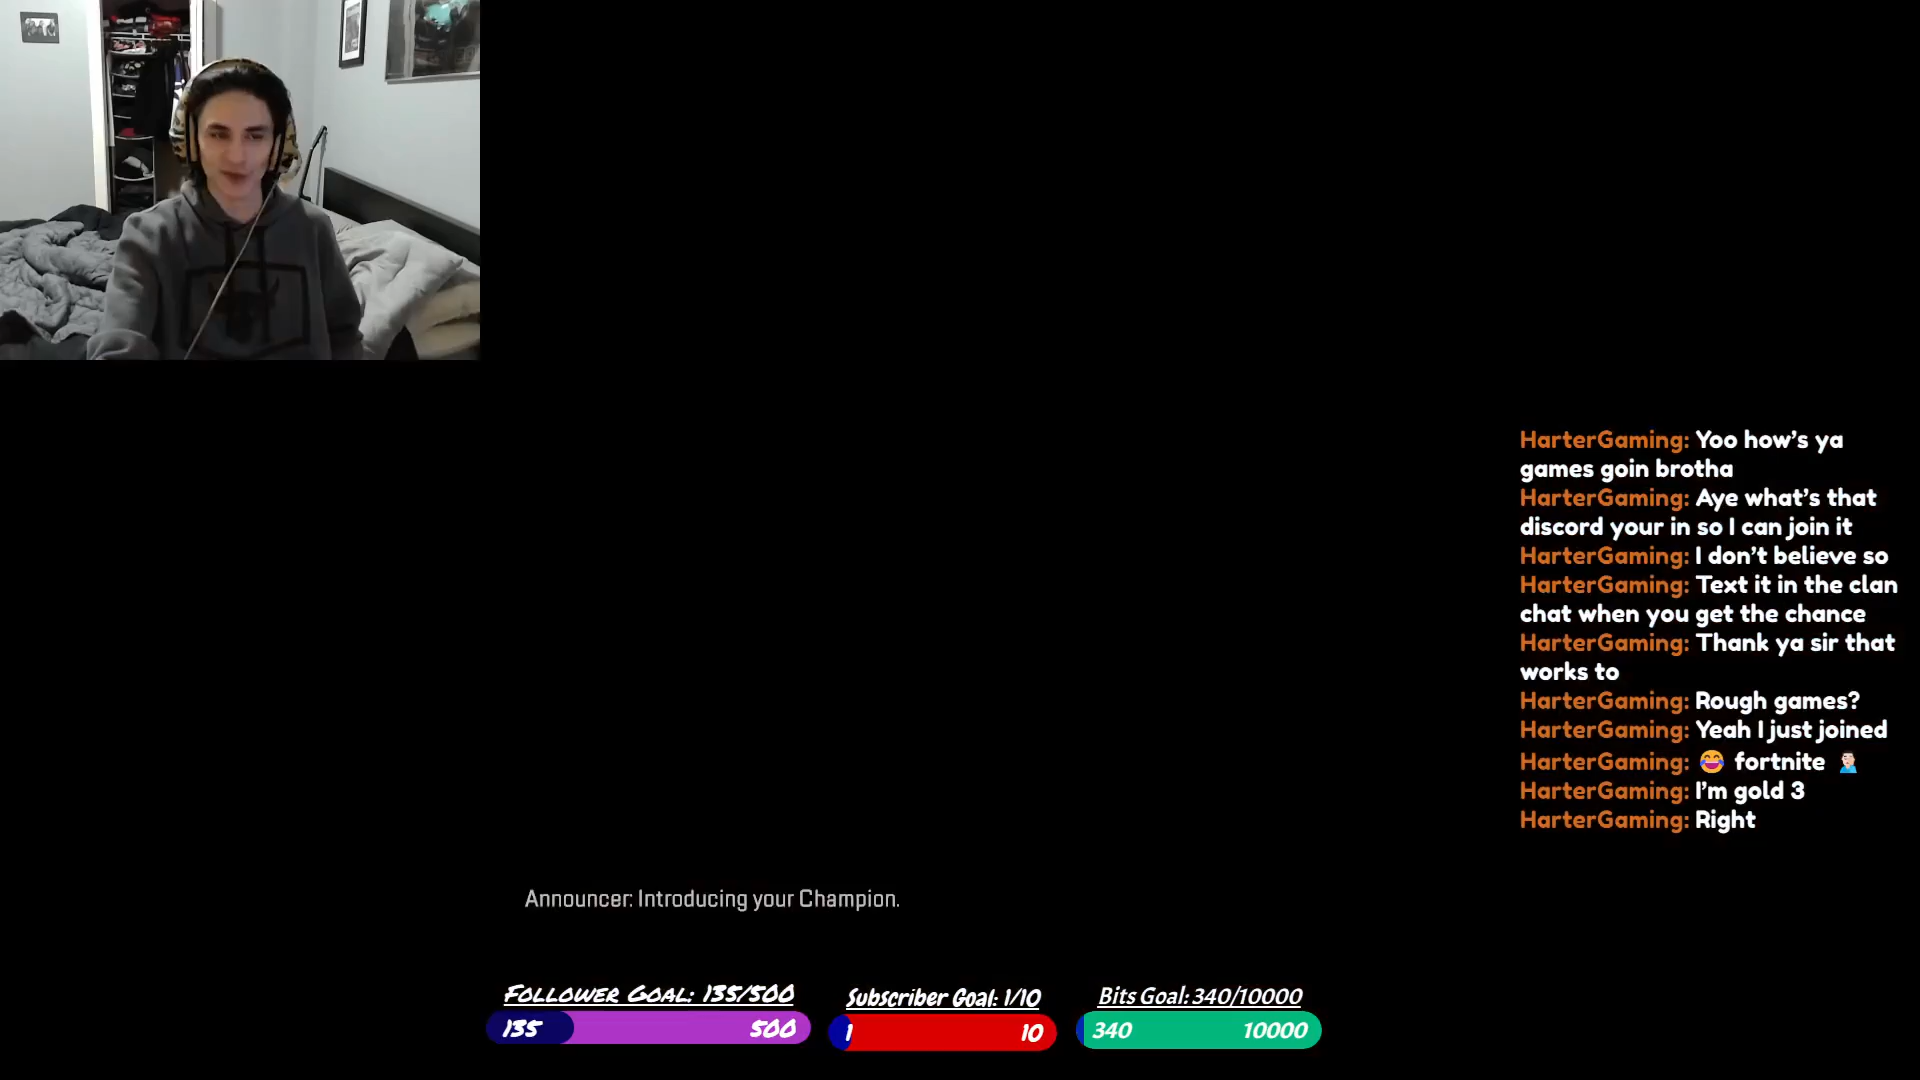 HarterGaming: Yoo how's ya
games goin brotha
HarterGaming: Aye what's that
discord your in so I can join it
HarterGaming: I don't believe so
HarterGaming: Text it in the clan
chat when you get the chance
HarterGaming: Thank ya sir that
works to
HarterGaming: Rough games?
HarterGaming: Yeah I just joined
HarterGaming: 😂 fortnite 🤦🏻‍♂️
HarterGaming: I'm gold 3
HarterGaming: Right
Announcer: Introducing your Champion.
Follower Goal: 135/500
135 500
Subscriber Goal: 1/10
1 10
Bits Goal: 340/10000
340 10000